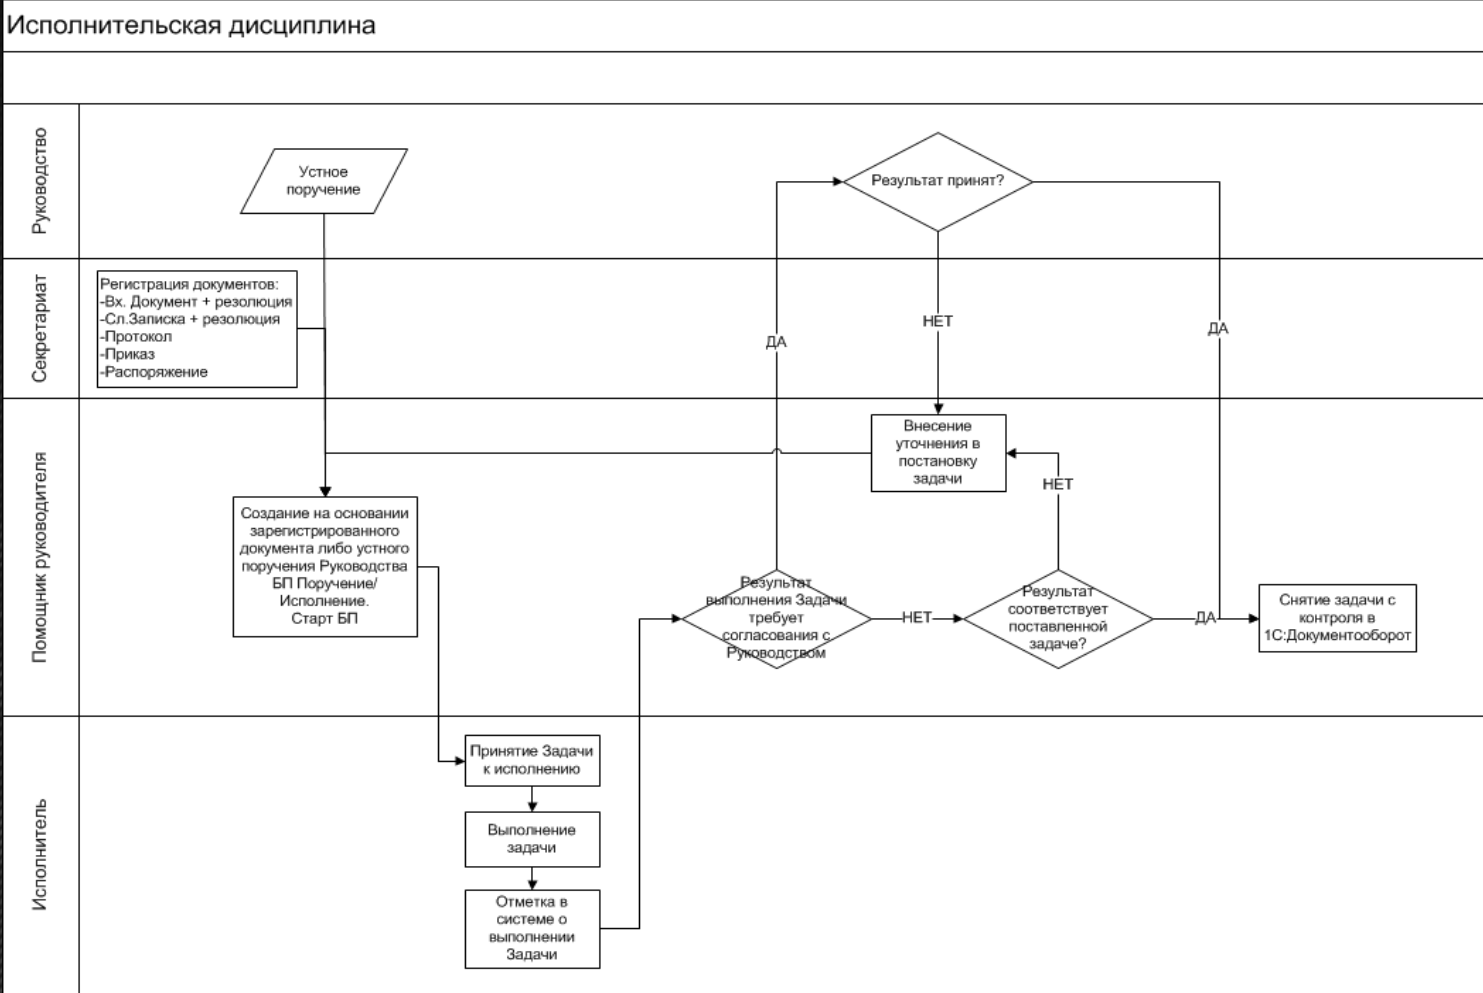 Исполнительская дисциплина
Руководство
Устное
поручение
Результат принят?
Секретариат
Регистрация документов:
-Вх. Документ + резолюция
-Сл.Записка + резолюция
-Протокол
-Приказ
-Распоряжение
ДА
НЕТ
ДА
Помощник руководителя
Внесение
уточнения в
постановку
задачи
НЕТ
Создание на основании
зарегистрированного
документа либо устного
поручения Руководства
БП Поручение/
Исполнение.
Старт БП
Результат
выполнения Задачи
требует
согласования с
Руководством
НЕТ
Результат
соответствует
поставленной
задаче?
ДА
Снятие задачи с
контроля в
1С:Документооборот
Исполнитель
Принятие Задачи
к исполнению
Выполнение
задачи
Отметка в
системе о
выполнении
Задачи